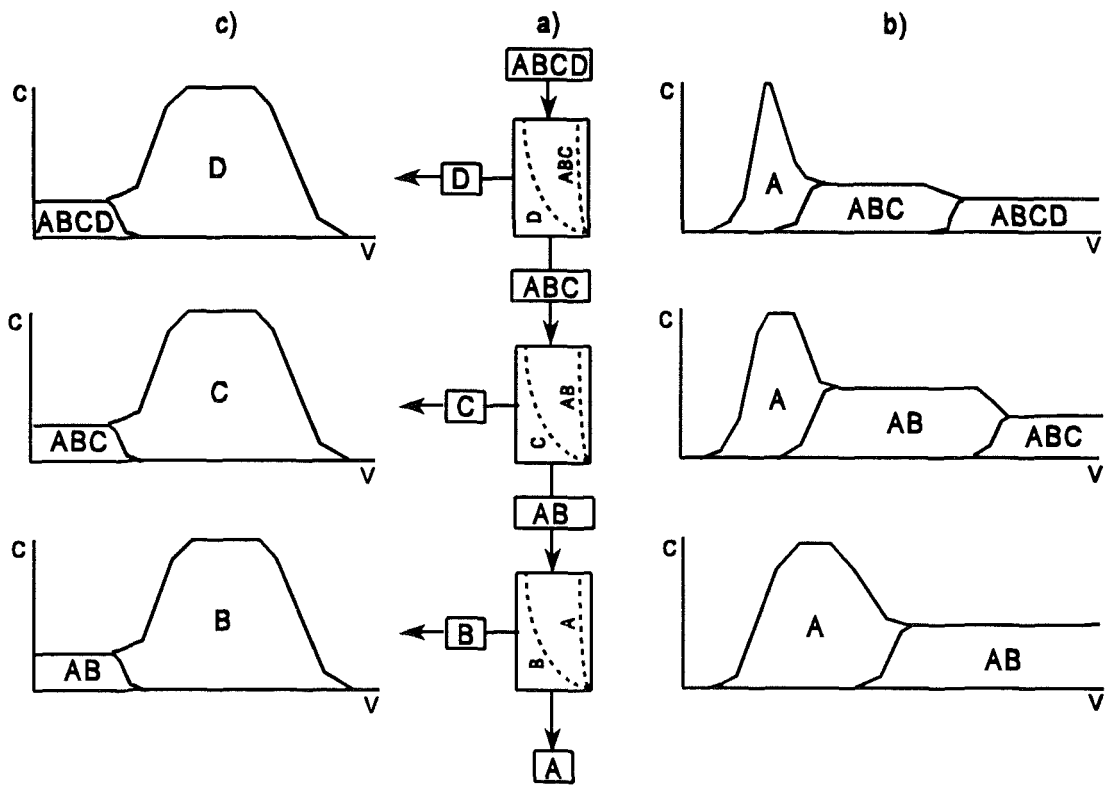 c) a) b)
ABCD
c D ABCD V
D D ABC
c A ABC ABCD V
ABC
c C ABC V
C C AB
c A AB ABC V
AB
c B AB V
B B A
c A AB V
A